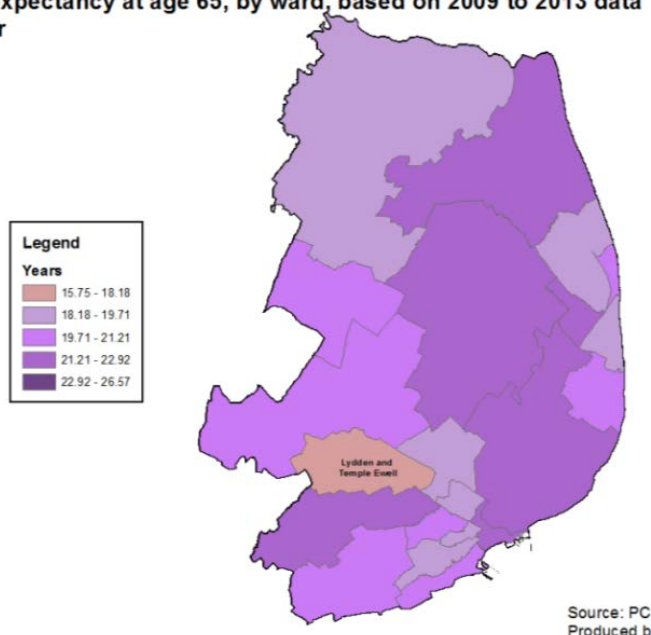 xpectancy at age 65, by ward, based on 2009 to 2013 data
r
Legend
Years
15.75 - 18.18
18.18 - 19.71
19.71 - 21.21
21.21 - 22.92
22.92 - 26.57
Lydden and
Temple Ewell
Source: PC
Produced b